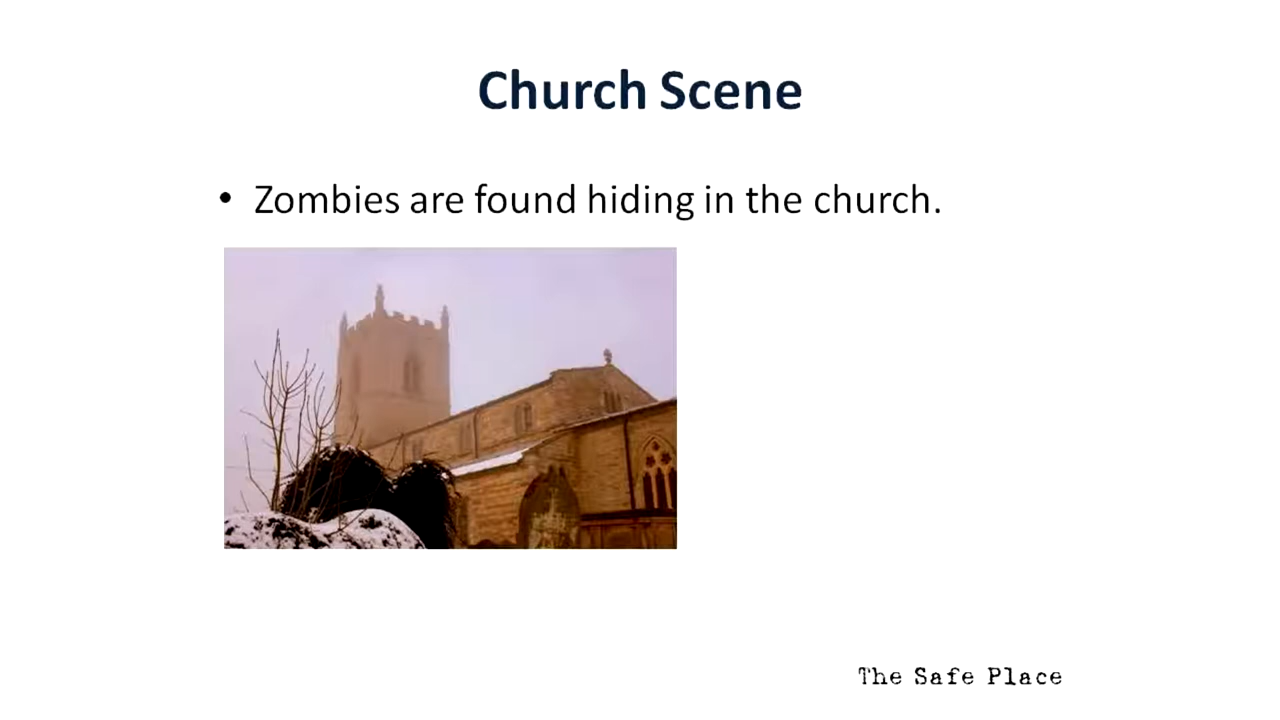 Church Scene
• Zombies are found hiding in the church.
The Safe Place